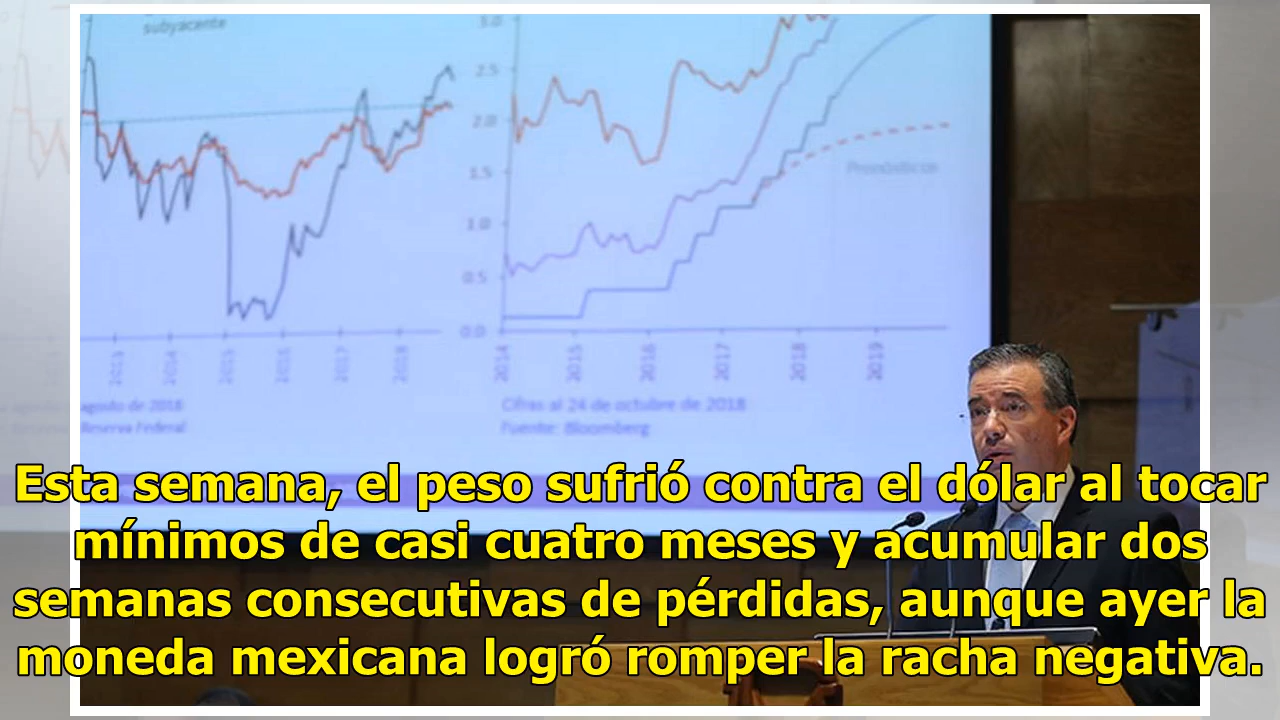 subyacente
3.0
2.5
2.0
1.5
1.0
0.5
0.0
Pronósticos
2013 2014 2015 2016 2017 2018
2014 2015 2016 2017 2018 2019
agosto de 2018
Reserva Federal
Cifras al 24 de octubre de 2018
Fuente: Bloomberg
Esta semana, el peso sufrió contra el dólar al tocar
mínimos de casi cuatro meses y acumular dos
semanas consecutivas de pérdidas, aunque ayer la
moneda mexicana logró romper la racha negativa.